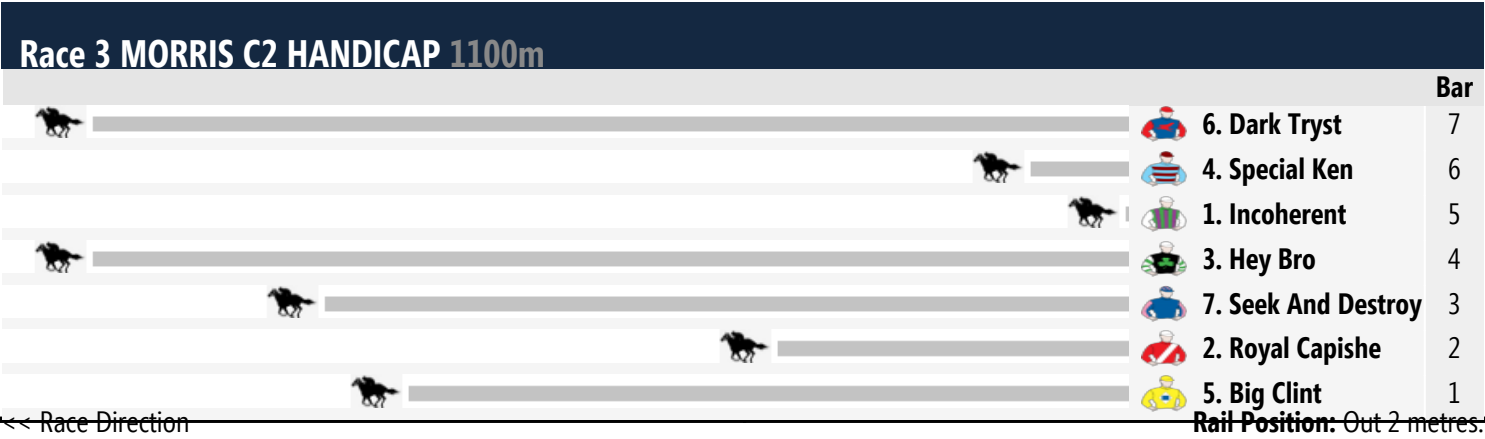 Race 3 MORRIS C2 HANDICAP 1100m
Bar
6. Dark Tryst 7
4. Special Ken 6
1. Incoherent 5
3. Hey Bro 4
7. Seek And Destroy 3
2. Royal Capishe 2
5. Big Clint 1
<< Race Direction Rail Position: Out 2 metres.